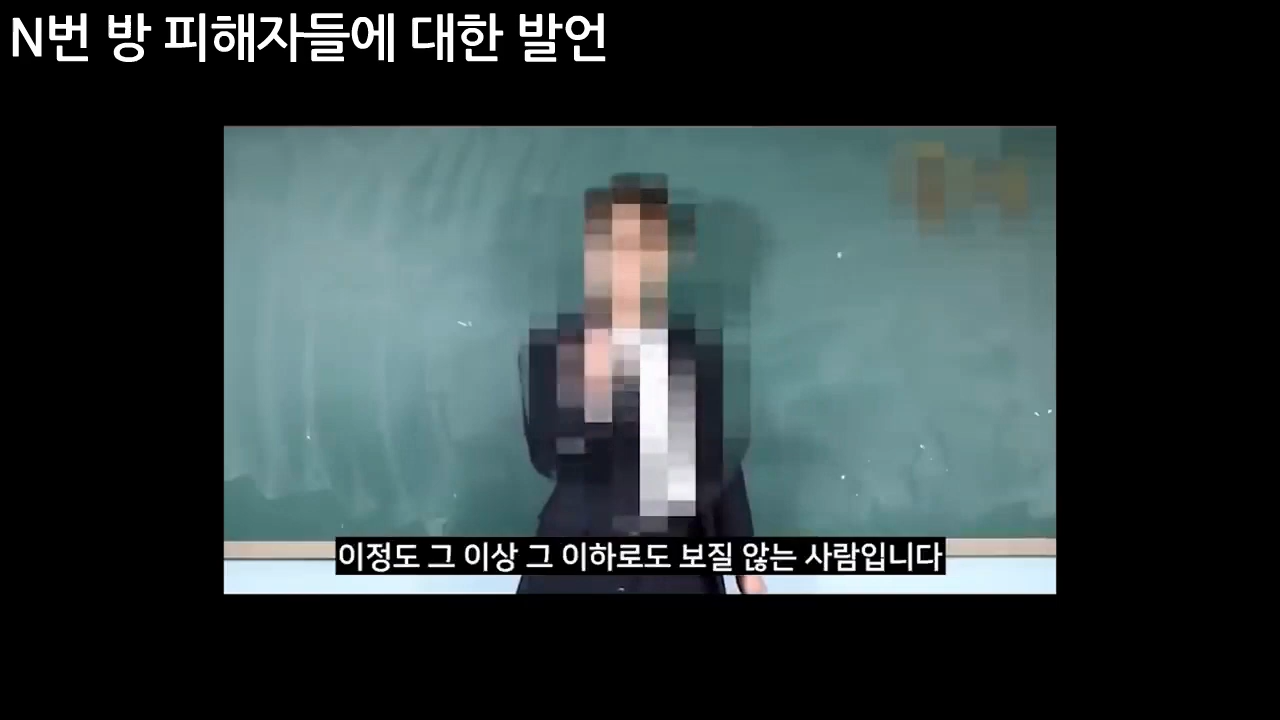 N번 방 피해자들에 대한 발언
이정도 그 이상 그 이하로도 보질 않는 사람입니다